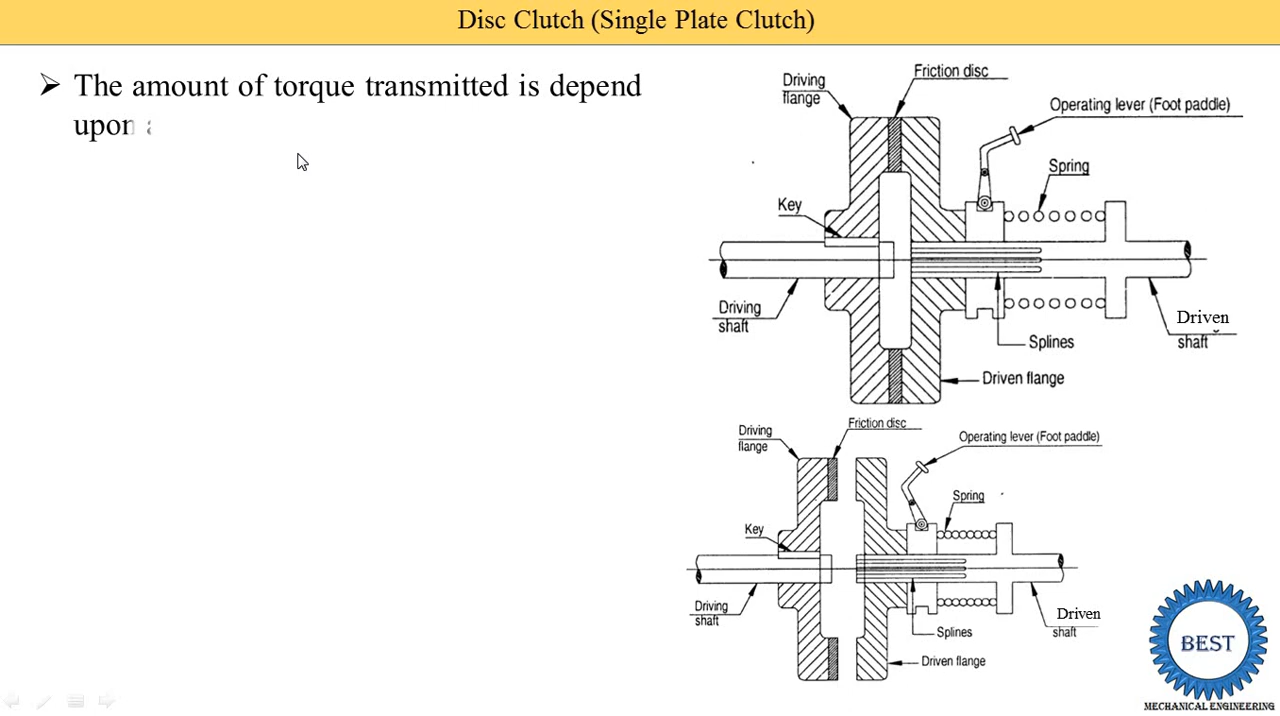 Disc Clutch (Single Plate Clutch)
➢ The amount of torque transmitted is depend
upon
Driving
flange
Friction disc
Operating lever (Foot paddle)
Spring
Key
Driving
shaft
Driven
shaft
Splines
Driven flange
Driving
flange
Friction disc
Operating lever (Foot paddle)
Spring
Key
Driving
shaft
Driven
shaft
Splines
Driven flange
BEST
MECHANICAL ENGINEERING